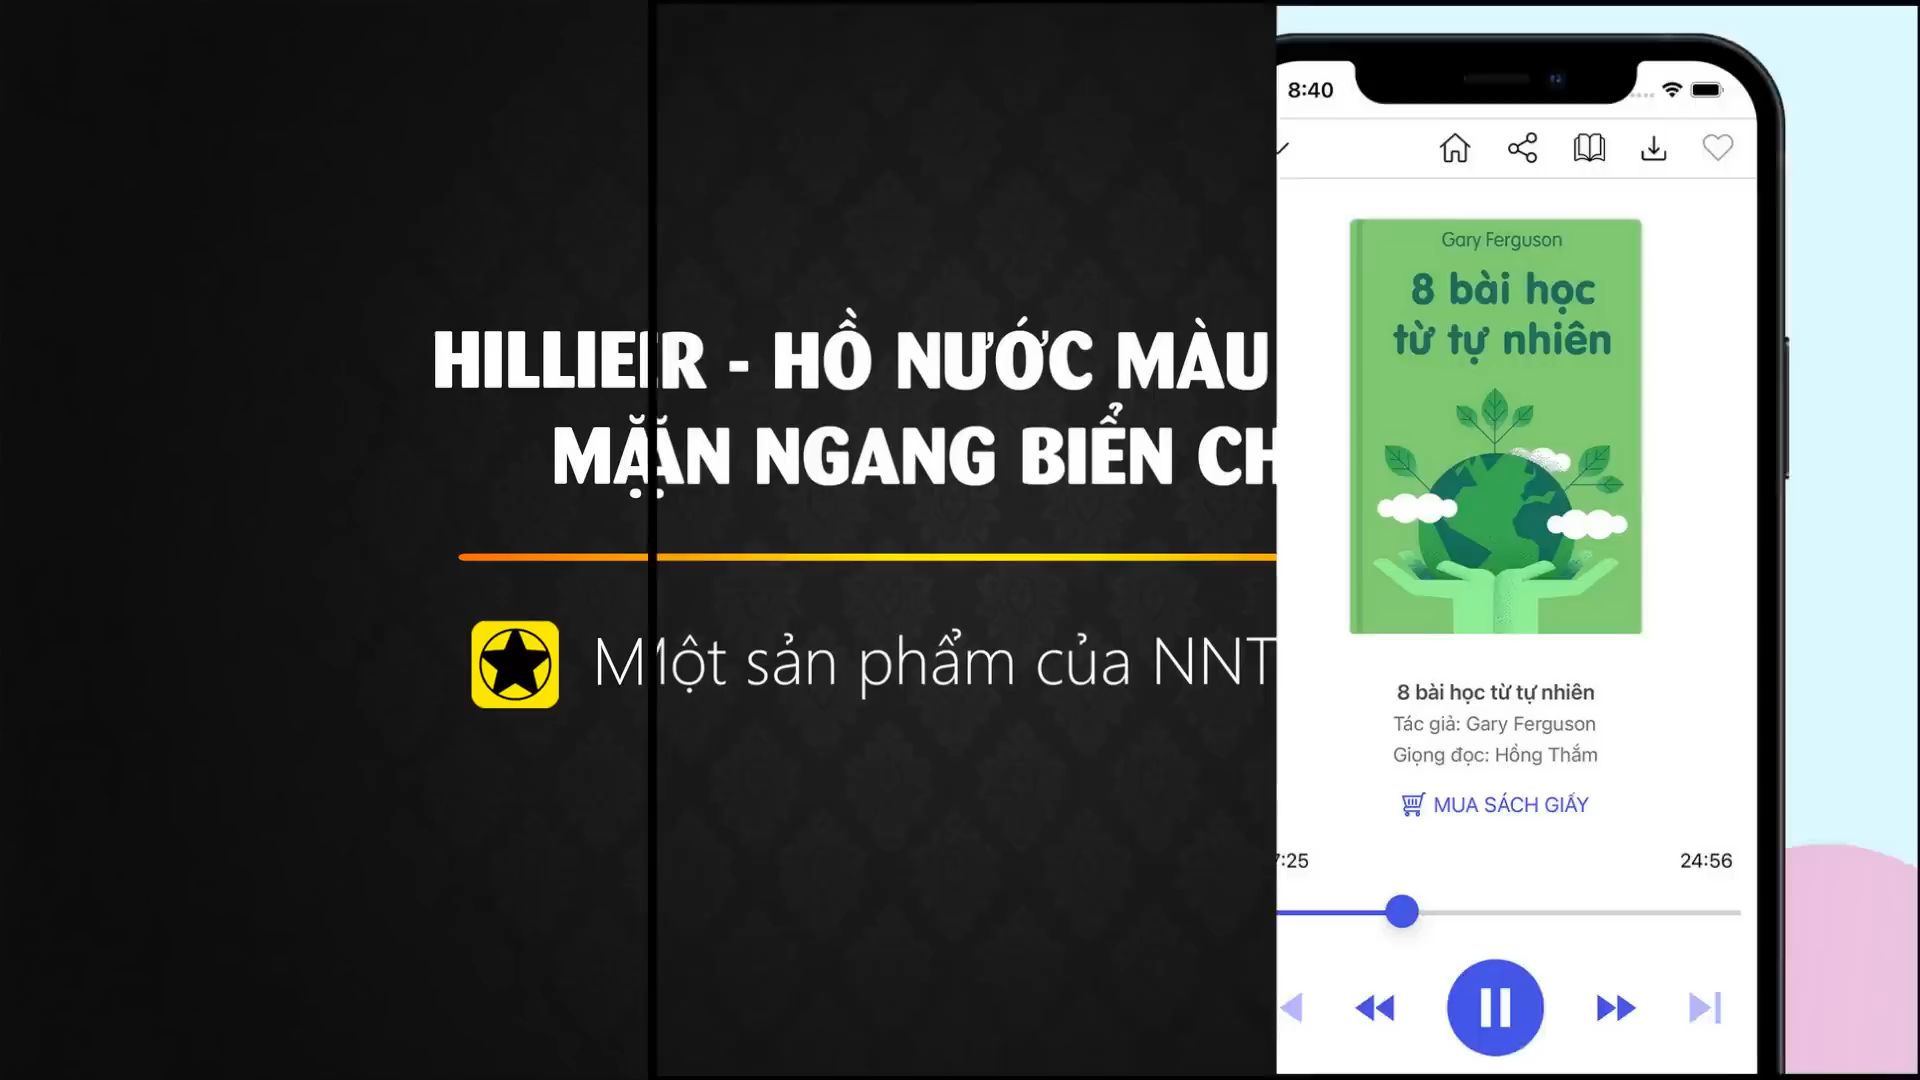 HILLIER - HỒ NƯỚC MÀU
MẶN NGANG BIỂN CH
Một sản phẩm của NNT
8:40
Gary Ferguson
8 bài học
từ tự nhiên
8 bài học từ tự nhiên
Tác giả: Gary Ferguson
Giọng đọc: Hồng Thắm
MUA SÁCH GIẤY
7:25
24:56